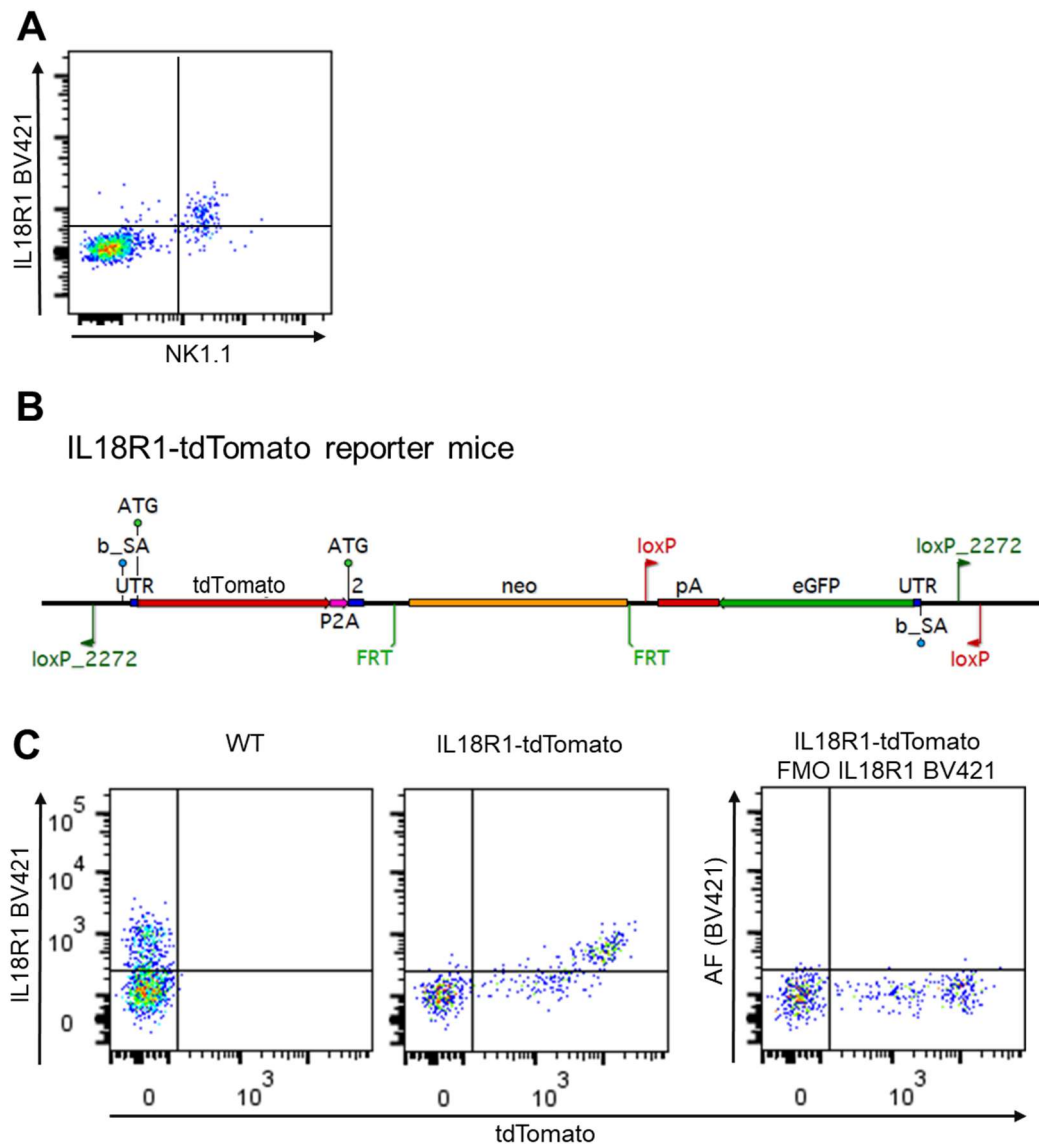 A
IL18R1 BV421
NK1.1
B
IL18R1-tdTomato reporter mice
ATG
b_SA
UTR
tdTomato
P2A
ATG
2
neo
loxP
pA
eGFP
UTR
loxP_2272
b_SA
loxP_2272
FRT
FRT
loxP
C
WT
IL18R1-tdTomato
IL18R1-tdTomato
FMO IL18R1 BV421
IL18R1 BV421
10^5
10^4
10^3
0
AF (BV421)
0 10^3
0 10^3
0 10^3
tdTomato